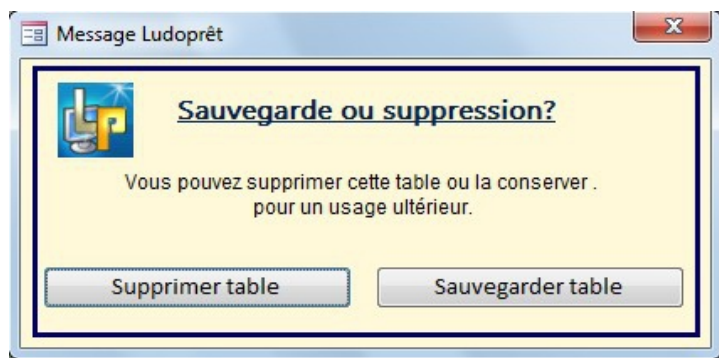 Message Ludoprêt
Sauvegarde ou suppression?
Vous pouvez supprimer cette table ou la conserver .
pour un usage ultérieur.
Supprimer table
Sauvegarder table